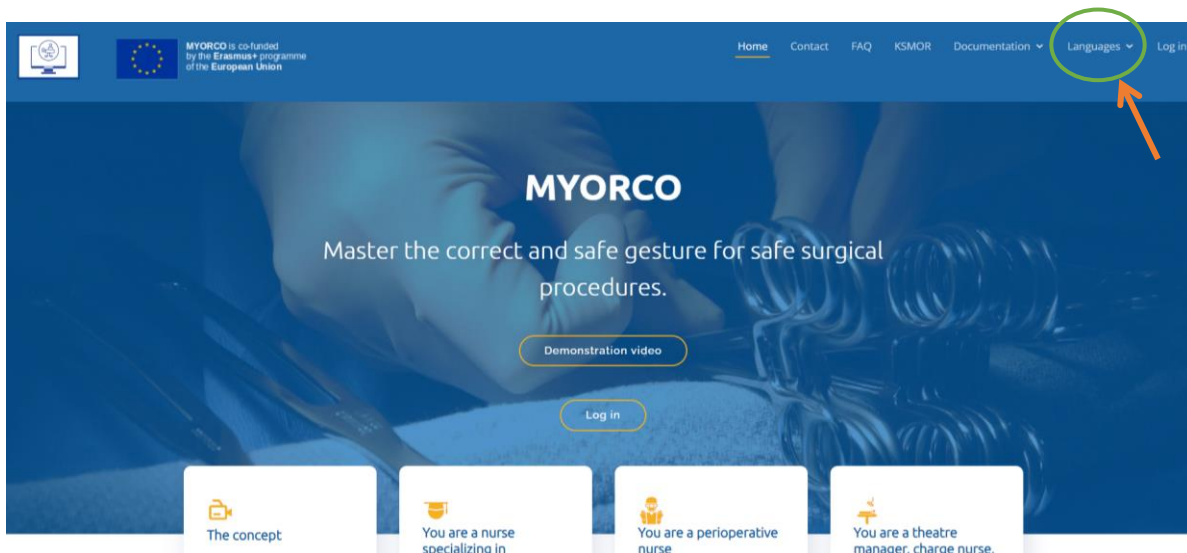 MYORCO is co-funded
by the Erasmus+ programme
of the European Union
Home Contact FAQ KSMOR Documentation Languages Log in
MYORCO
Master the correct and safe gesture for safe surgical
procedures.
Demonstration video
Log in
The concept
You are a nurse
specializing in
You are a perioperative
nurse
You are a theatre
manager, charge nurse,